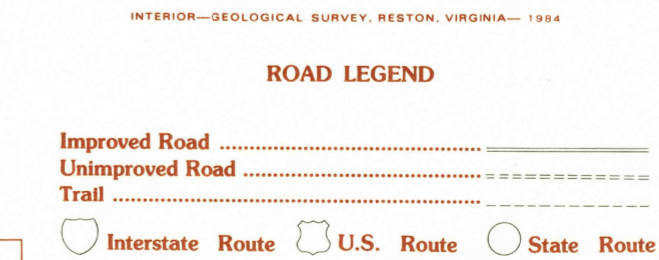 INTERIOR—GEOLOGICAL SURVEY, RESTON, VIRGINIA— 1984
ROAD LEGEND
Improved Road
Unimproved Road
Trail
Interstate Route U.S. Route State Route